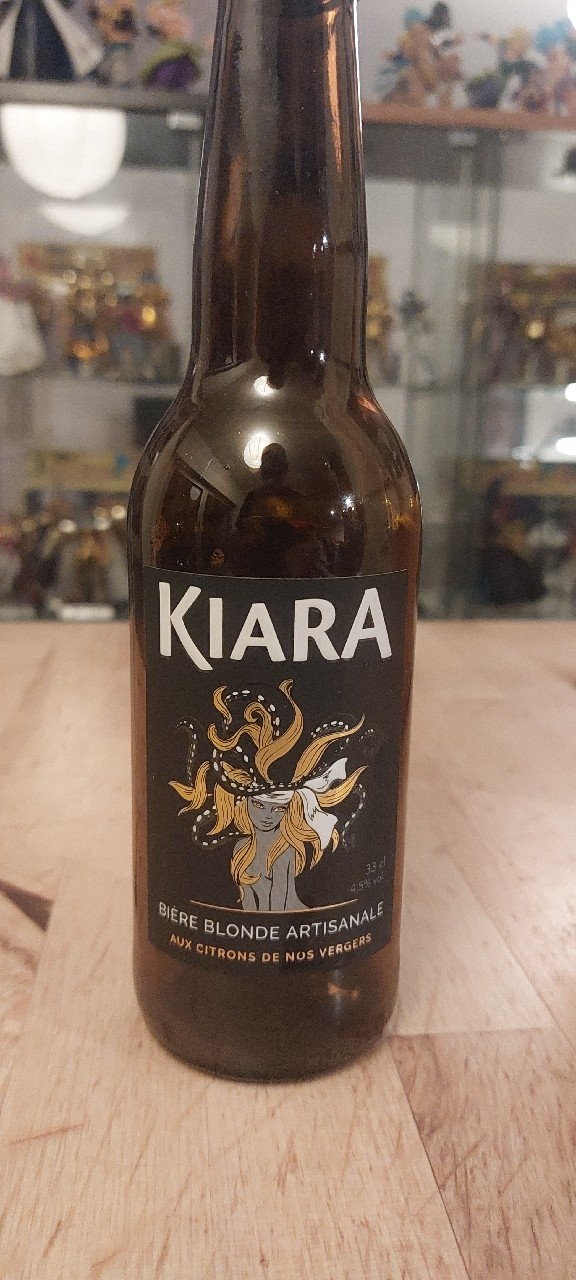 KIARA
33 cl
4,5% vol
BIÈRE BLONDE ARTISANALE
AUX CITRONS DE NOS VERGERS